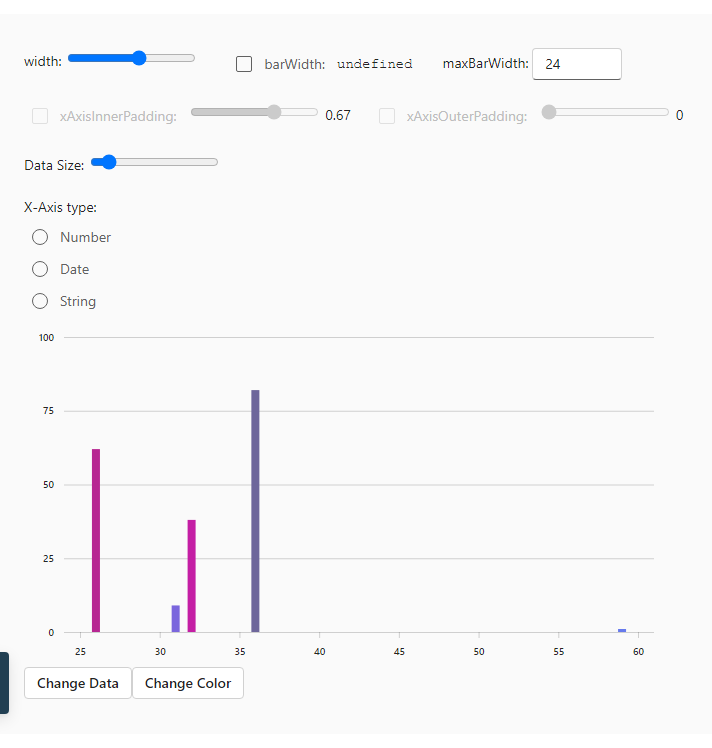 width: barWidth: undefined maxBarWidth: 24
xAxisInnerPadding: 0.67 xAxisOuterPadding: 0
Data Size:
X-Axis type:
Number
Date
String
100
75
50
25
0
25 30 35 40 45 50 55 60
Change Data Change Color